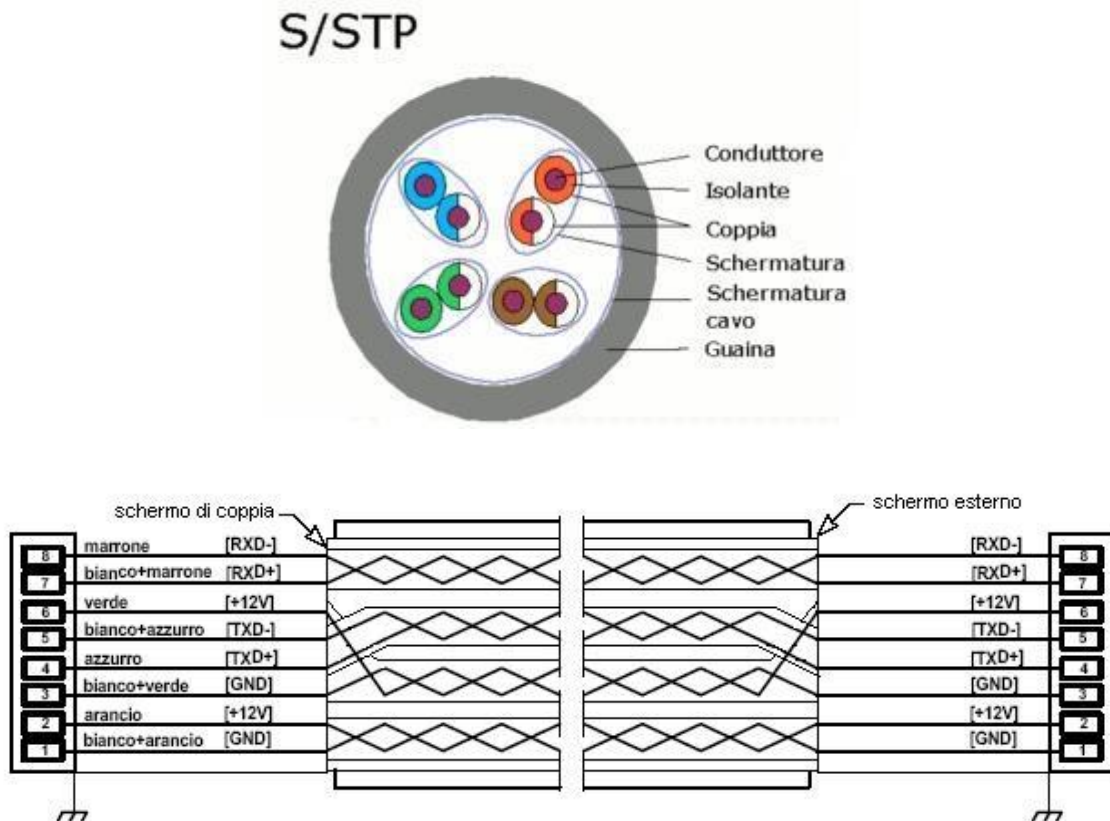 S/STP
Conduttore
Isolante
Coppia
Schermatura
Schermatura
cavo
Guaina
schermo di coppia
schermo esterno
8 marrone [RXD-] [RXD-] 8
7 bianco+marrone [RXD+] [RXD+] 7
6 verde [+12V] [+12V] 6
5 bianco+azzurro [TXD-] [TXD-] 5
4 azzurro [TXD+] [TXD+] 4
3 bianco+verde [GND] [GND] 3
2 arancio [+12V] [+12V] 2
1 bianco+arancio [GND] [GND] 1